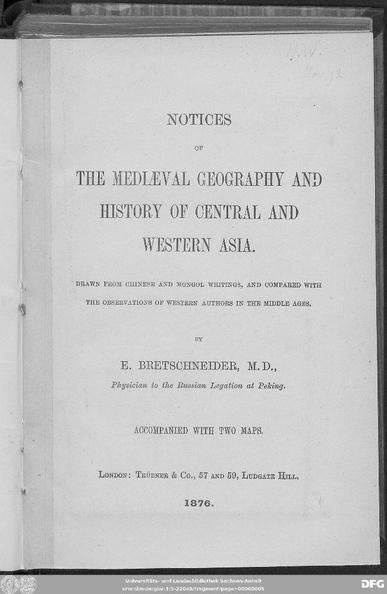 NOTICES
OF
THE MEDIÆVAL GEOGRAPHY AND
HISTORY OF CENTRAL AND
WESTERN ASIA.
DRAWN FROM CHINESE AND MONGOL WRITINGS, AND COMPARED WITH
THE OBSERVATIONS OF WESTERN AUTHORS IN THE MIDDLE AGES.
BY
E. BRETSCHNEIDER, M.D.,
Physician to the Russian Legation at Peking.
ACCOMPANIED WITH TWO MAPS.
LONDON: TRÜBNER & CO., 57 AND 59, LUDGATE HILL.
1876.
Universitäts- und Landesbibliothek Sachsen-Anhalt
DFG